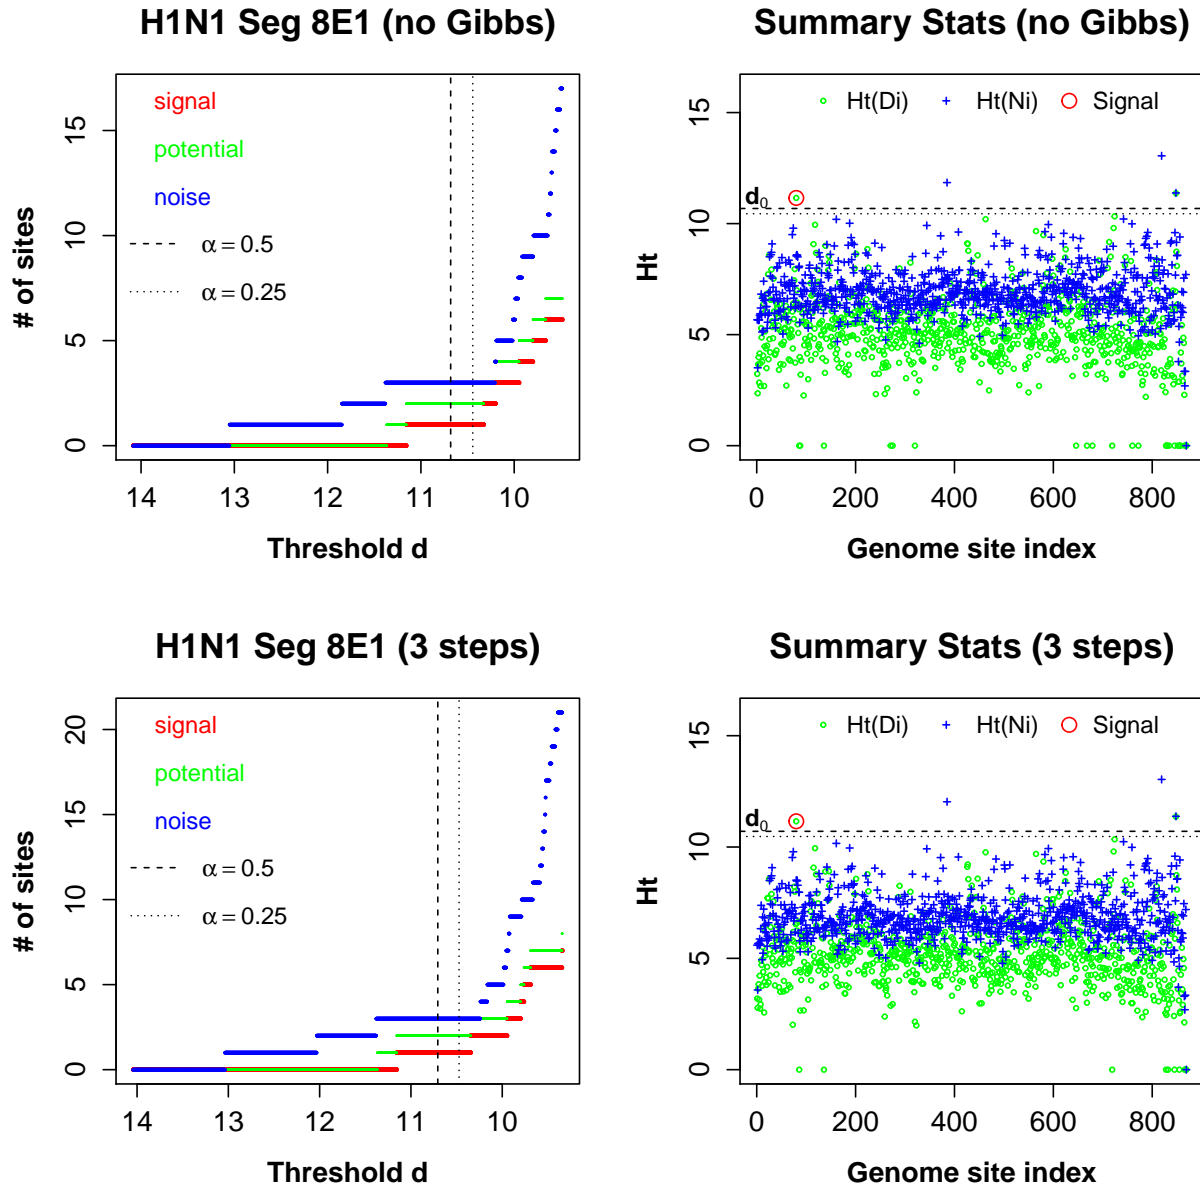 H1N1 Seg 8E1 (no Gibbs)
signal
potential
noise
α = 0.5
α = 0.25
# of sites
0 5 10 15
14 13 12 11 10
Threshold d
Summary Stats (no Gibbs)
Ht(Di) Ht(Ni) Signal
d0
Ht
0 5 10 15
0 200 400 600 800
Genome site index
H1N1 Seg 8E1 (3 steps)
signal
potential
noise
α = 0.5
α = 0.25
# of sites
0 5 10 15 20
14 13 12 11 10
Threshold d
Summary Stats (3 steps)
Ht(Di) Ht(Ni) Signal
d0
Ht
0 5 10 15
0 200 400 600 800
Genome site index